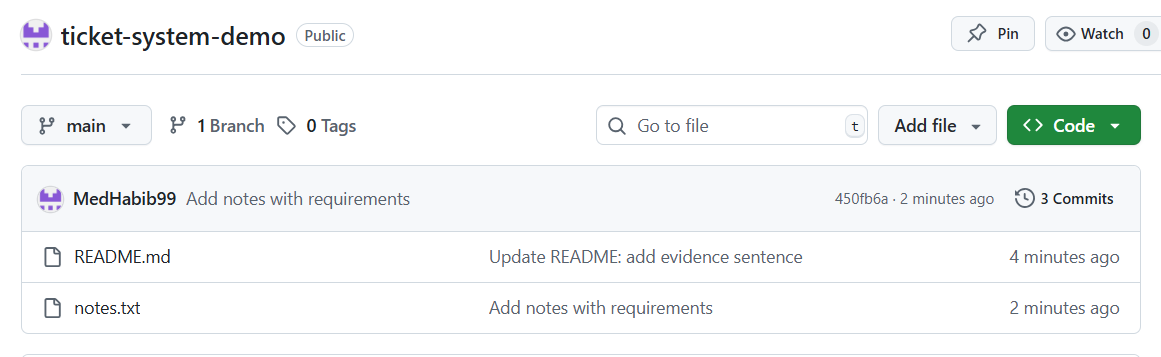 ticket-system-demo Public Pin Watch 0
main 1 Branch 0 Tags Go to file t Add file Code
MedHabib99 Add notes with requirements 450fb6a · 2 minutes ago 3 Commits
README.md Update README: add evidence sentence 4 minutes ago
notes.txt Add notes with requirements 2 minutes ago